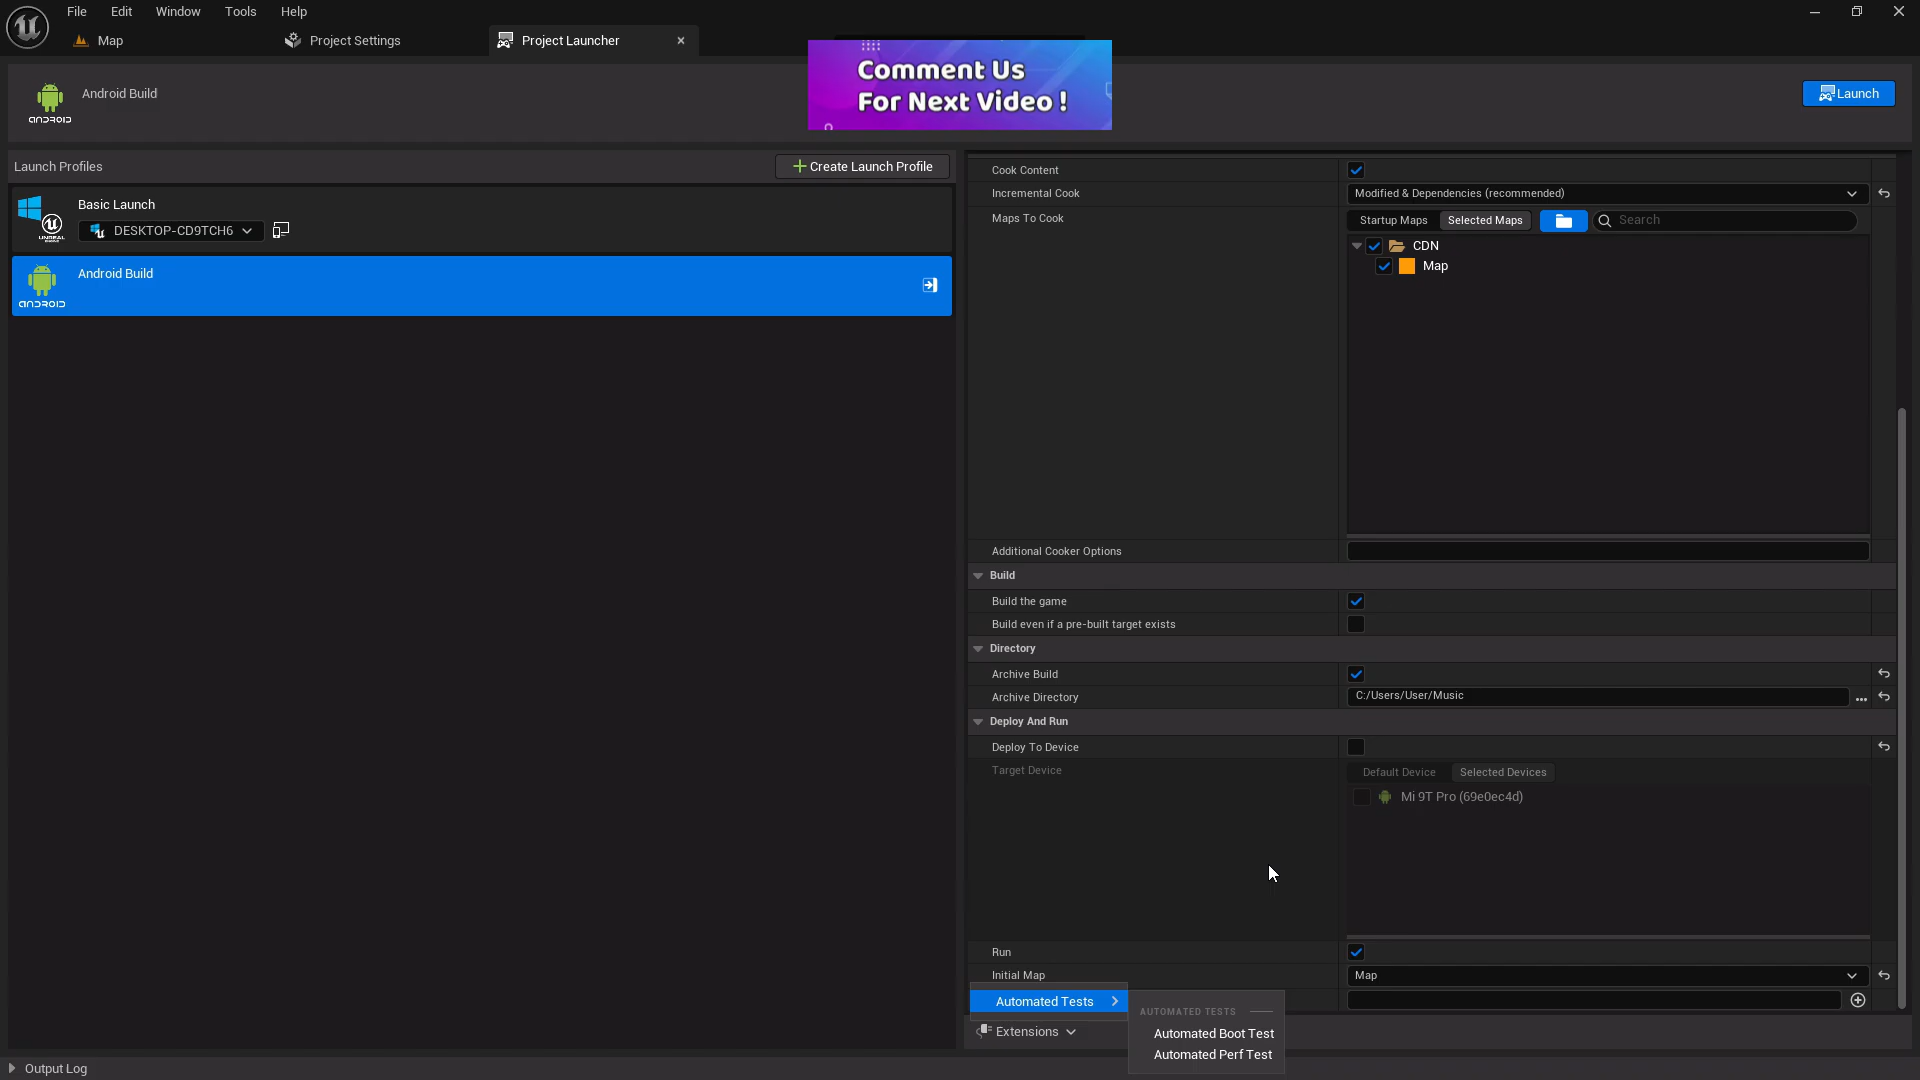 File Edit Window Tools Help
Map
Project Settings
Project Launcher
Comment Us
For Next Video !
ANDROID
Android Build
Launch
Launch Profiles
Create Launch Profile
Basic Launch
DESKTOP-CD9TCH6
Android Build
ANDROID
Cook Content
Incremental Cook
Modified & Dependencies (recommended)
Maps To Cook
Startup Maps
Selected Maps
Search
CDN
Map
Additional Cooker Options
Build
Build the game
Build even if a pre-built target exists
Directory
Archive Build
Archive Directory
C:/Users/User/Music
Deploy And Run
Deploy To Device
Target Device
Default Device
Selected Devices
Mi 9T Pro (69e0ec4d)
Run
Initial Map
Map
Automated Tests
AUTOMATED TESTS
Extensions
Automated Boot Test
Automated Perf Test
Output Log